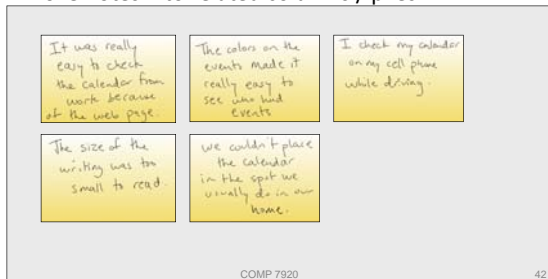 It was really
easy to check
the calendar from
work because
of the web page.
The colors on the
events made it
really easy to
see who had
events
I check my calendar
on my cell phone
while driving.
The size of the
writing was too
small to read.
we couldn't place
the calendar
in the spot we
usually do in our
home.
COMP 7920
42